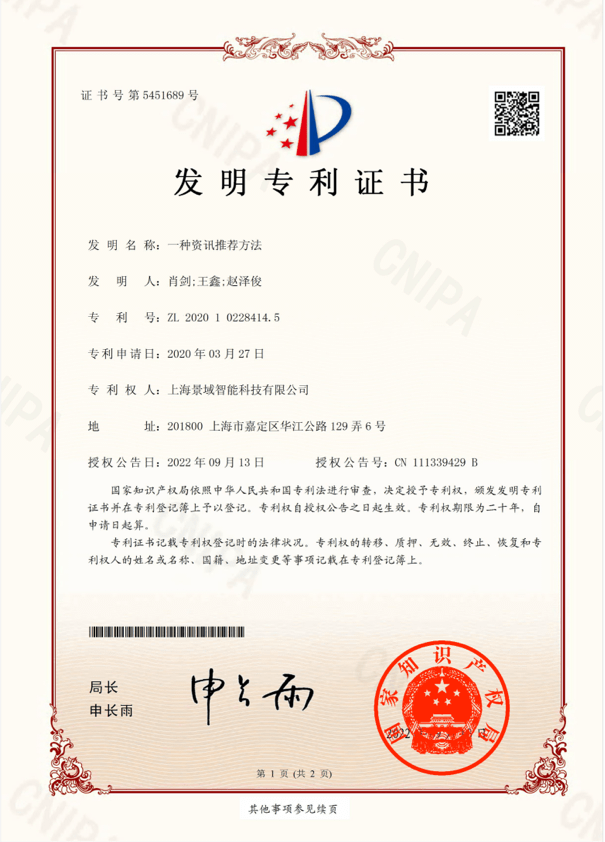 证书号第5451689号
发明专利证书
发明名称：一种资讯推荐方法
发明人：肖剑;王鑫;赵泽俊
专利号：ZL 2020 1 0228414.5
专利申请日：2020年03月27日
专利权人：上海景域智能科技有限公司
地址：201800 上海市嘉定区华江公路129弄6号
授权公告日：2022年09月13日 授权公告号：CN 111339429 B
国家知识产权局依照中华人民共和国专利法进行审查，决定授予专利权，颁发发明专利
证书并在专利登记簿上予以登记。专利权自授权公告之日起生效。专利权期限为二十年，自
申请日起算。
专利证书记载专利权登记时的法律状况。专利权的转移、质押、无效、终止、恢复和专
利权人的姓名或名称、国籍、地址变更等事项记载在专利登记簿上。
局长
申长雨
申长雨
国家知识产权局
第 1 页 (共 2 页)
其他事项参见续页
CNIPA